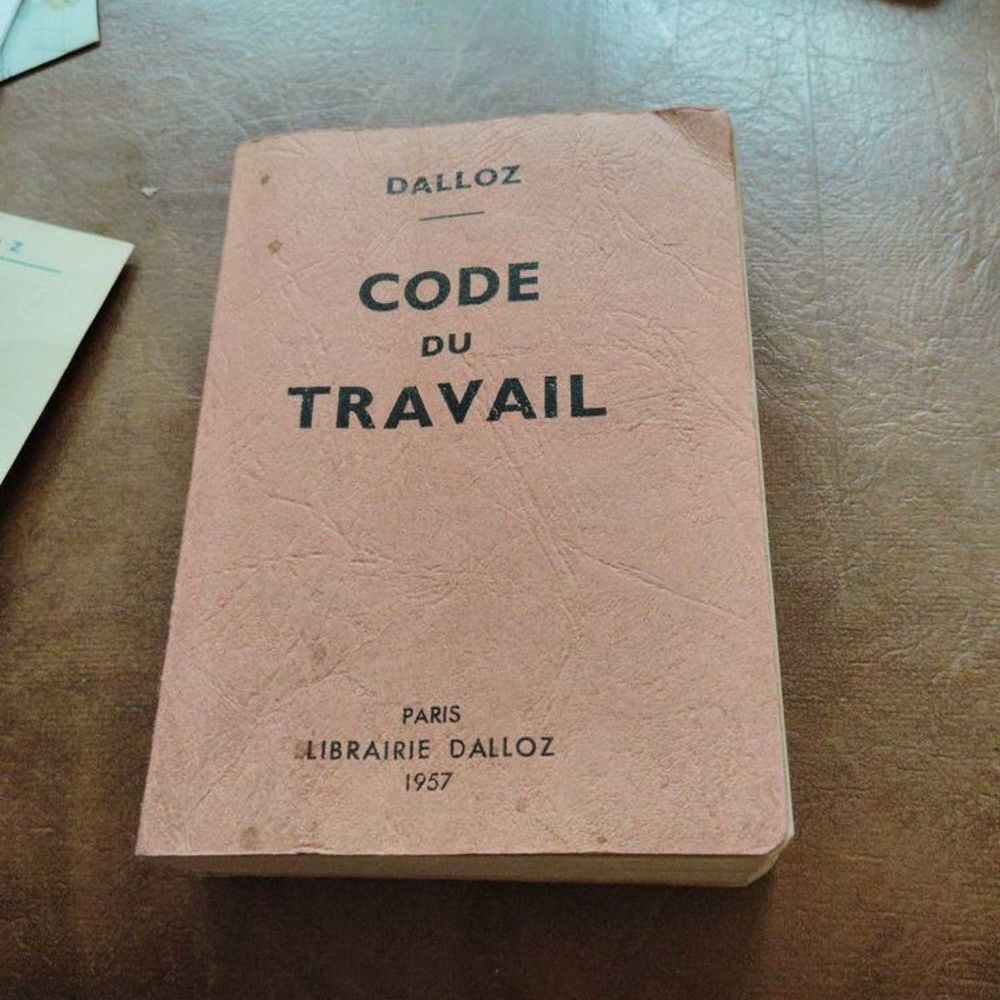 DALLOZ
CODE
DU
TRAVAIL
PARIS
LIBRAIRIE DALLOZ
1957